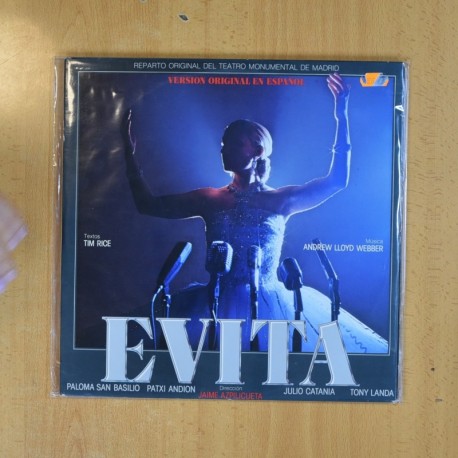 REPARTO ORIGINAL DEL TEATRO MONUMENTAL DE MADRID
VERSION ORIGINAL EN ESPAÑOL
Textos
TIM RICE
Musica
ANDREW LLOYD WEBBER
EVITA
PALOMA SAN BASILIO PATXI ANDION JULIO CATANIA TONY LANDA
Dirección
JAIME AZPILICUETA